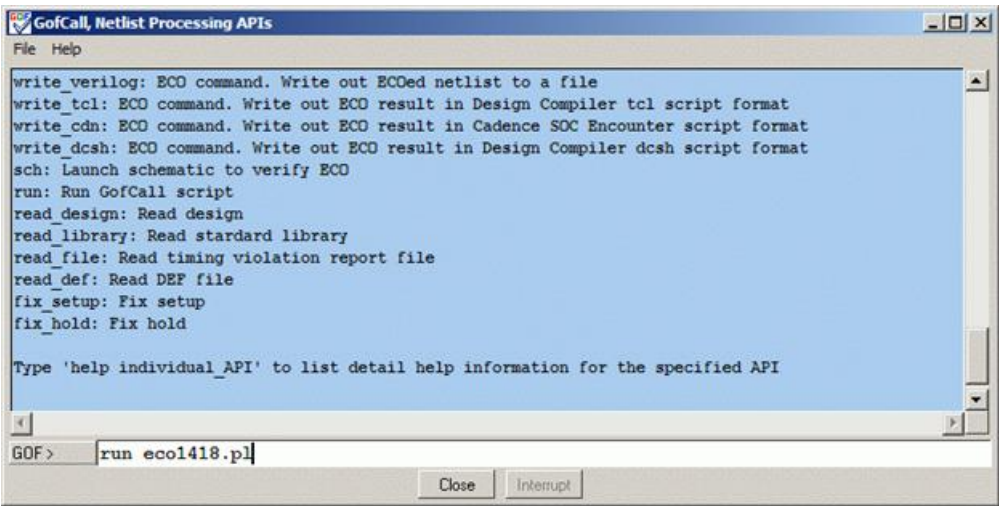 GofCall, Netlist Processing APIs
File Help
write_verilog: ECO command. Write out ECOed netlist to a file
write_tcl: ECO command. Write out ECO result in Design Compiler tcl script format
write_cdn: ECO command. Write out ECO result in Cadence SOC Encounter script format
write_dcsh: ECO command. Write out ECO result in Design Compiler dcsh script format
sch: Launch schematic to verify ECO
run: Run GofCall script
read_design: Read design
read_library: Read stardard library
read_file: Read timing violation report file
read_def: Read DEF file
fix_setup: Fix setup
fix_hold: Fix hold
Type 'help individual_API' to list detail help information for the specified API
GOF > run eco1418.pl
Close Interrupt